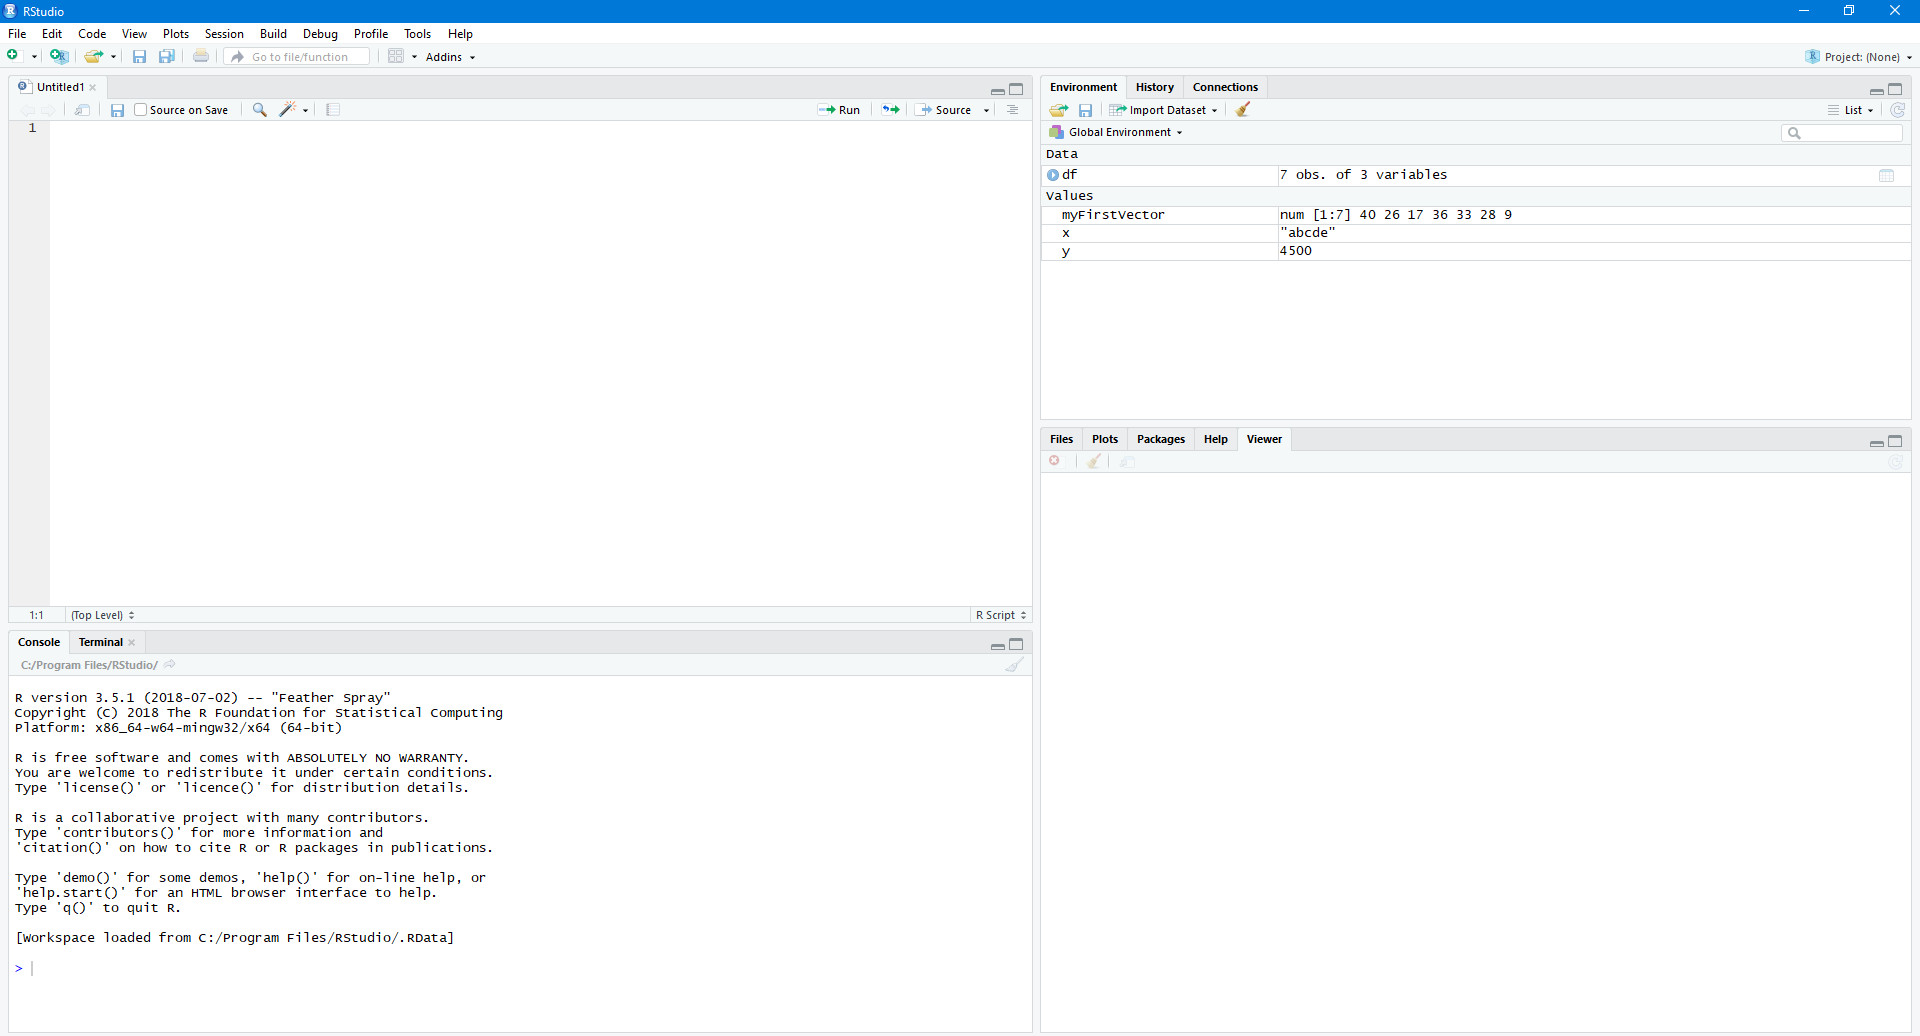 RStudio
File Edit Code View Plots Session Build Debug Profile Tools Help
Go to file/function Addins Project: (None)
Untitled1
Source on Save Run Source
1
1:1 (Top Level) R Script
Console Terminal
C:/Program Files/RStudio/
R version 3.5.1 (2018-07-02) -- "Feather Spray"
Copyright (C) 2018 The R Foundation for Statistical Computing
Platform: x86_64-w64-mingw32/x64 (64-bit)
R is free software and comes with ABSOLUTELY NO WARRANTY.
You are welcome to redistribute it under certain conditions.
Type 'license()' or 'licence()' for distribution details.
R is a collaborative project with many contributors.
Type 'contributors()' for more information and
'citation()' on how to cite R or R packages in publications.
Type 'demo()' for some demos, 'help()' for on-line help, or
'help.start()' for an HTML browser interface to help.
Type 'q()' to quit R.
[Workspace loaded from C:/Program Files/RStudio/.RData]
>
Environment History Connections
Import Dataset List
Global Environment
Data
df 7 obs. of 3 variables
Values
myFirstVector num [1:7] 40 26 17 36 33 28 9
x "abcde"
y 4500
Files Plots Packages Help Viewer